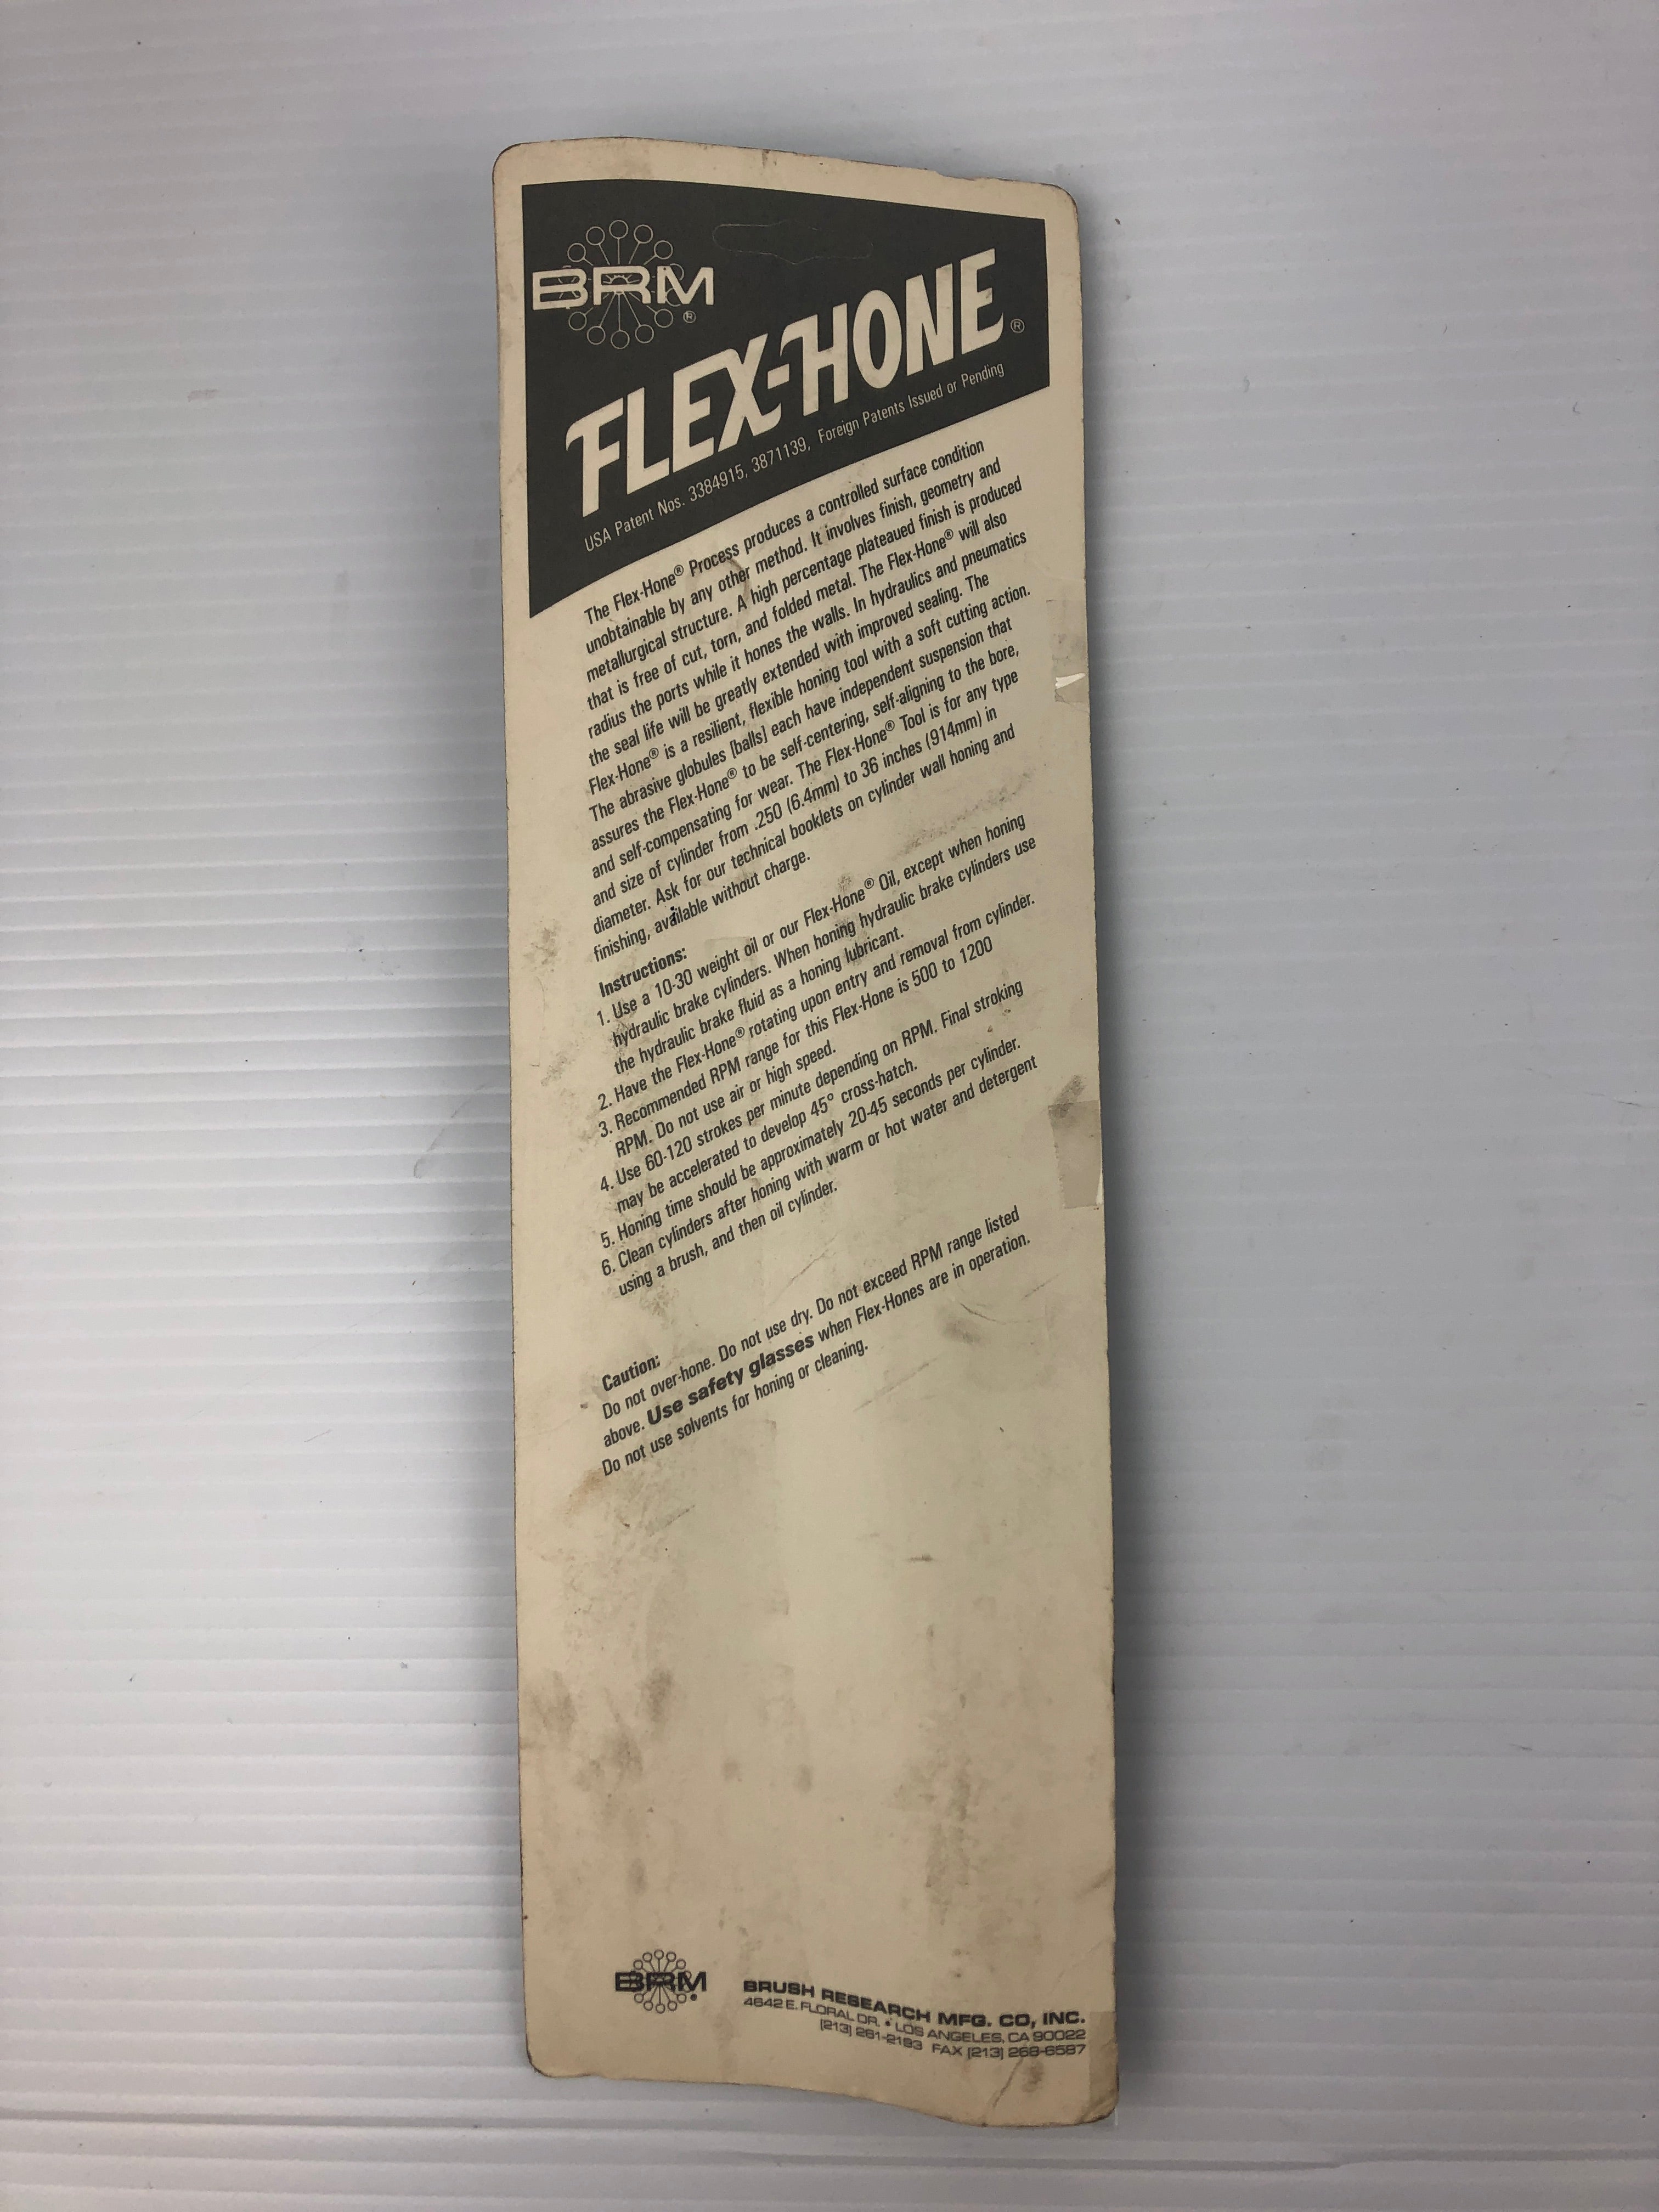 BRM
®
FLEX-HONE®
USA Patent Nos. 3384915, 3871139, Foreign Patents Issued or Pending
The Flex-Hone® Process produces a controlled surface condition
unobtainable by any other method. It involves finish, geometry and
metallurgical structure. A high percentage plateaued finish is produced
that is free of cut, torn, and folded metal. The Flex-Hone® will also
radius the ports while it hones the walls. In hydraulics and pneumatics
the seal life will be greatly extended with improved sealing. The
Flex-Hone® is a resilient, flexible honing tool with a soft cutting action.
The abrasive globules [balls] each have independent suspension that
assures the Flex-Hone® to be self-centering, self-aligning to the bore,
and self-compensating for wear. The Flex-Hone® Tool is for any type
and size of cylinder from .250 (6.4mm) to 36 inches (914mm) in
diameter. Ask for our technical booklets on cylinder wall honing and
finishing, available without charge.
Instructions:
1. Use a 10-30 weight oil or our Flex-Hone® Oil, except when honing
hydraulic brake cylinders. When honing hydraulic brake cylinders use
the hydraulic brake fluid as a honing lubricant.
2. Have the Flex-Hone® rotating upon entry and removal from cylinder.
3. Recommended RPM range for this Flex-Hone is 500 to 1200
RPM. Do not use air or high speed.
4. Use 60-120 strokes per minute depending on RPM. Final stroking
may be accelerated to develop 45° cross-hatch.
5. Honing time should be approximately 20-45 seconds per cylinder.
6. Clean cylinders after honing with warm or hot water and detergent
using a brush, and then oil cylinder.
Caution:
Do not over-hone. Do not use dry. Do not exceed RPM range listed
above. Use safety glasses when Flex-Hones are in operation.
Do not use solvents for honing or cleaning.
BRM
BRUSH RESEARCH MFG. CO, INC.
4642 E. FLORAL DR. • LOS ANGELES, CA 90022
[213] 261-2193 FAX [213] 268-6587